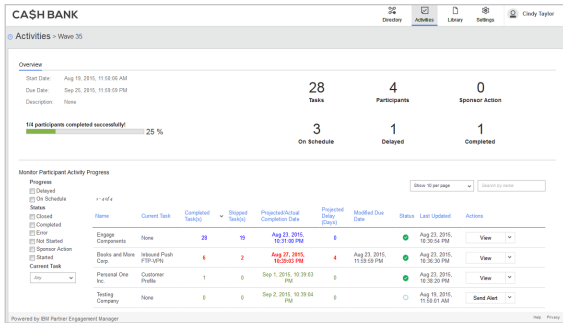 CA$H BANK
Directory
Activities
Library
Settings
Cindy Taylor
Activities > Wave 35
Overview
Start Date: Aug 19, 2015, 11:59:06 AM
Due Date: Sep 25, 2015, 11:59:59 PM
Description: None
28
Tasks
4
Participants
0
Sponsor Action
1/4 participants completed successfully!
25 %
3
On Schedule
1
Delayed
1
Completed
Monitor Participant Activity Progress
Progress
Delayed
On Schedule
Status
Closed
Completed
Error
Not Started
Sponsor Action
Started
Current Task
Any
Show 10 per page
Search by name
Name Current Task Completed Task(s) Skipped Task(s) Projected/Actual Completion Date Projected Delay (Days) Modified Due Date Status Last Updated Actions
Engage Components None 28 19 Aug 23, 2015, 10:31:00 PM 0 Aug 23, 2015, 10:30:54 PM View
Books and More Corp. Inbound Push FTP-VPN 6 2 Aug 27, 2015, 10:39:03 PM 4 Aug 23, 2015, 11:59:59 PM Aug 23, 2015, 10:36:30 PM View
Personal One Inc. Customer Profile 1 0 Sep 1, 2015, 10:39:03 PM 0 Aug 23, 2015, 10:38:20 PM View
Testing Company None 0 0 Sep 2, 2015, 10:39:04 PM 0 Aug 19, 2015, 11:59:01 AM Send Alert
Powered by IBM Partner Engagement Manager
Help Privacy